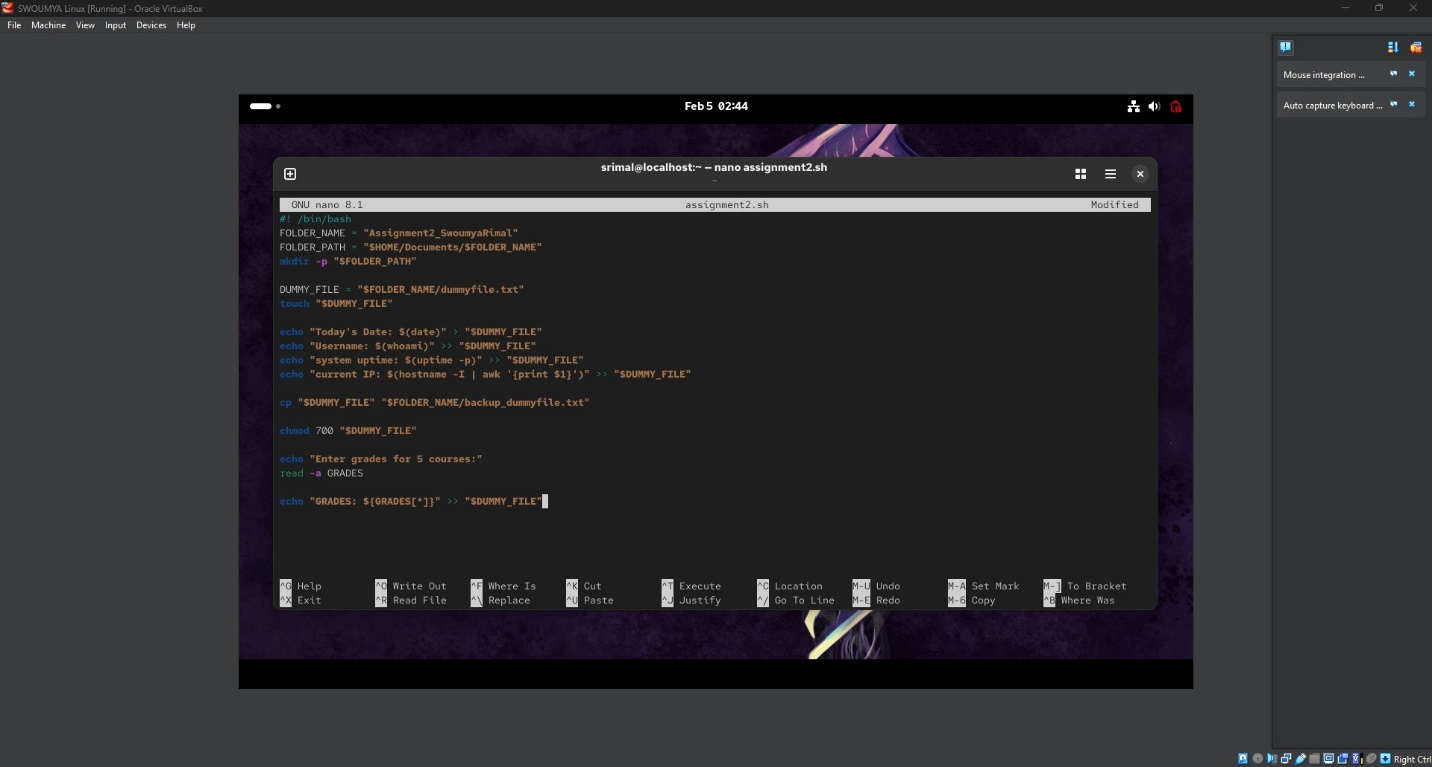 SWOUMYA Linux [Running] - Oracle VirtualBox
File Machine View Input Devices Help
Mouse integration ...
Auto capture keyboard ...
Feb 5 02:44
srimal@localhost:~ — nano assignment2.sh
GNU nano 8.1 assignment2.sh Modified
#! /bin/bash
FOLDER_NAME = "Assignment2_SwoumyaRimal"
FOLDER_PATH = "$HOME/Documents/$FOLDER_NAME"
mkdir -p "$FOLDER_PATH"
DUMMY_FILE = "$FOLDER_NAME/dummyfile.txt"
touch "$DUMMY_FILE"
echo "Today's Date: $(date)" > "$DUMMY_FILE"
echo "Username: $(whoami)" >> "$DUMMY_FILE"
echo "system uptime: $(uptime -p)" >> "$DUMMY_FILE"
echo "current IP: $(hostname -I | awk '{print $1}')" >> "$DUMMY_FILE"
cp "$DUMMY_FILE" "$FOLDER_NAME/backup_dummyfile.txt"
chmod 700 "$DUMMY_FILE"
echo "Enter grades for 5 courses:"
read -a GRADES
echo "GRADES: ${GRADES[*]}" >> "$DUMMY_FILE"
^G Help ^O Write Out ^F Where Is ^K Cut ^T Execute ^C Location M-U Undo M-A Set Mark M-] To Bracket
^X Exit ^R Read File ^\ Replace ^U Paste ^J Justify ^/ Go To Line M-E Redo M-6 Copy ^B Where Was
Right Ctrl